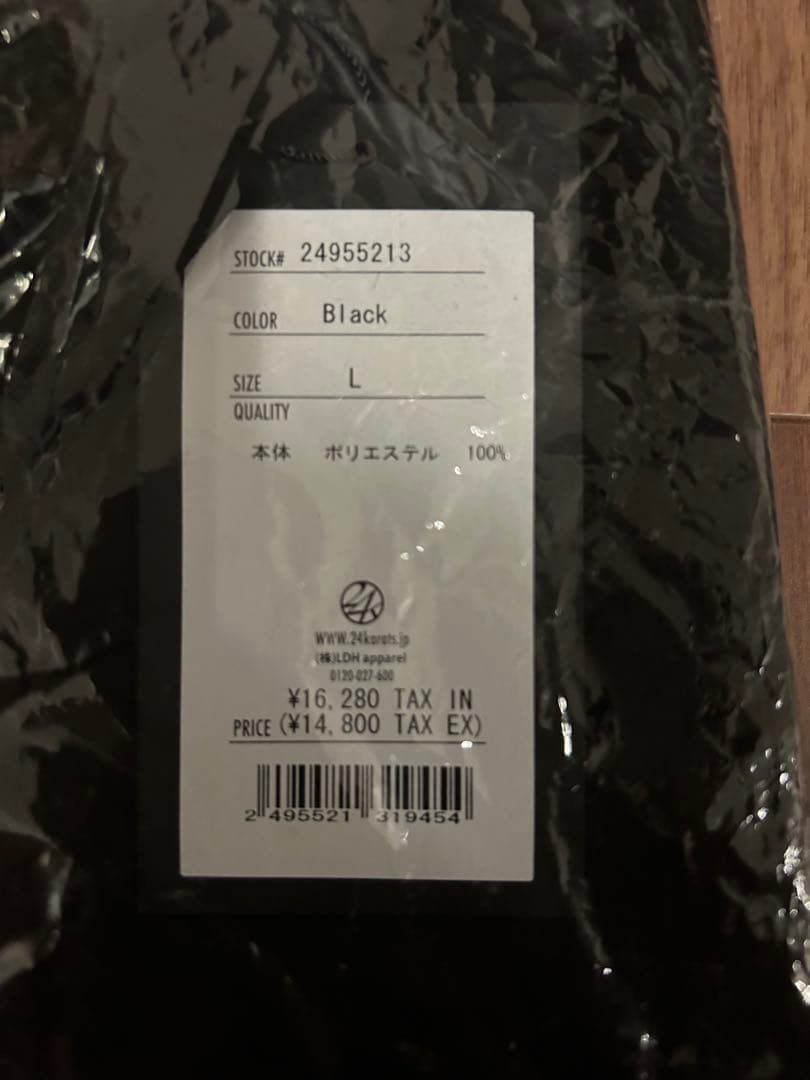 STOCK# 24955213
COLOR Black
SIZE L
QUALITY
本体 ポリエステル 100%
24k
WWW.24karats.jp
(株)LDH apparel
0120-027-600
¥16,280 TAX IN
PRICE (¥14,800 TAX EX)
2 495521 319454